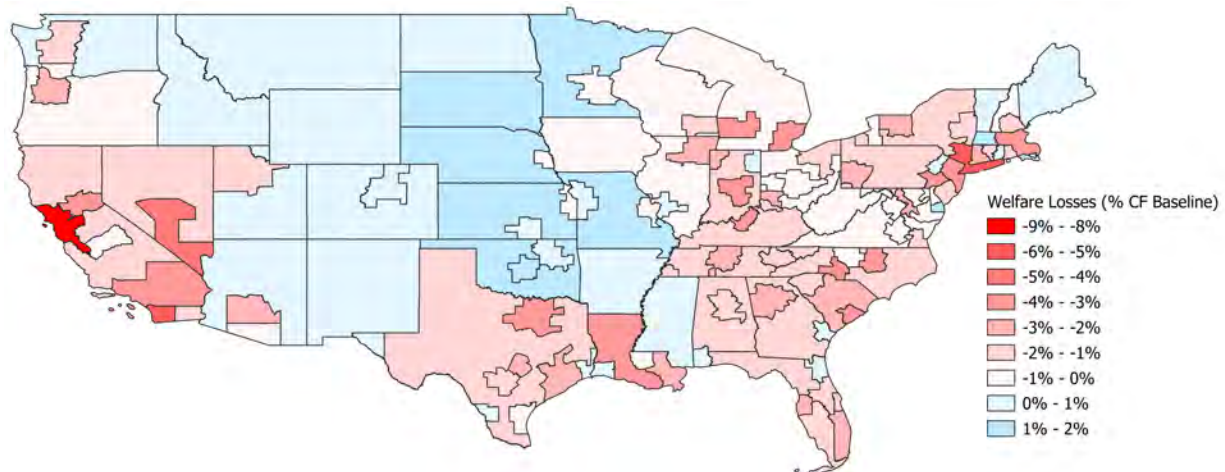 Welfare Losses (% CF Baseline)
-9% - -8%
-6% - -5%
-5% - -4%
-4% - -3%
-3% - -2%
-2% - -1%
-1% - 0%
0% - 1%
1% - 2%